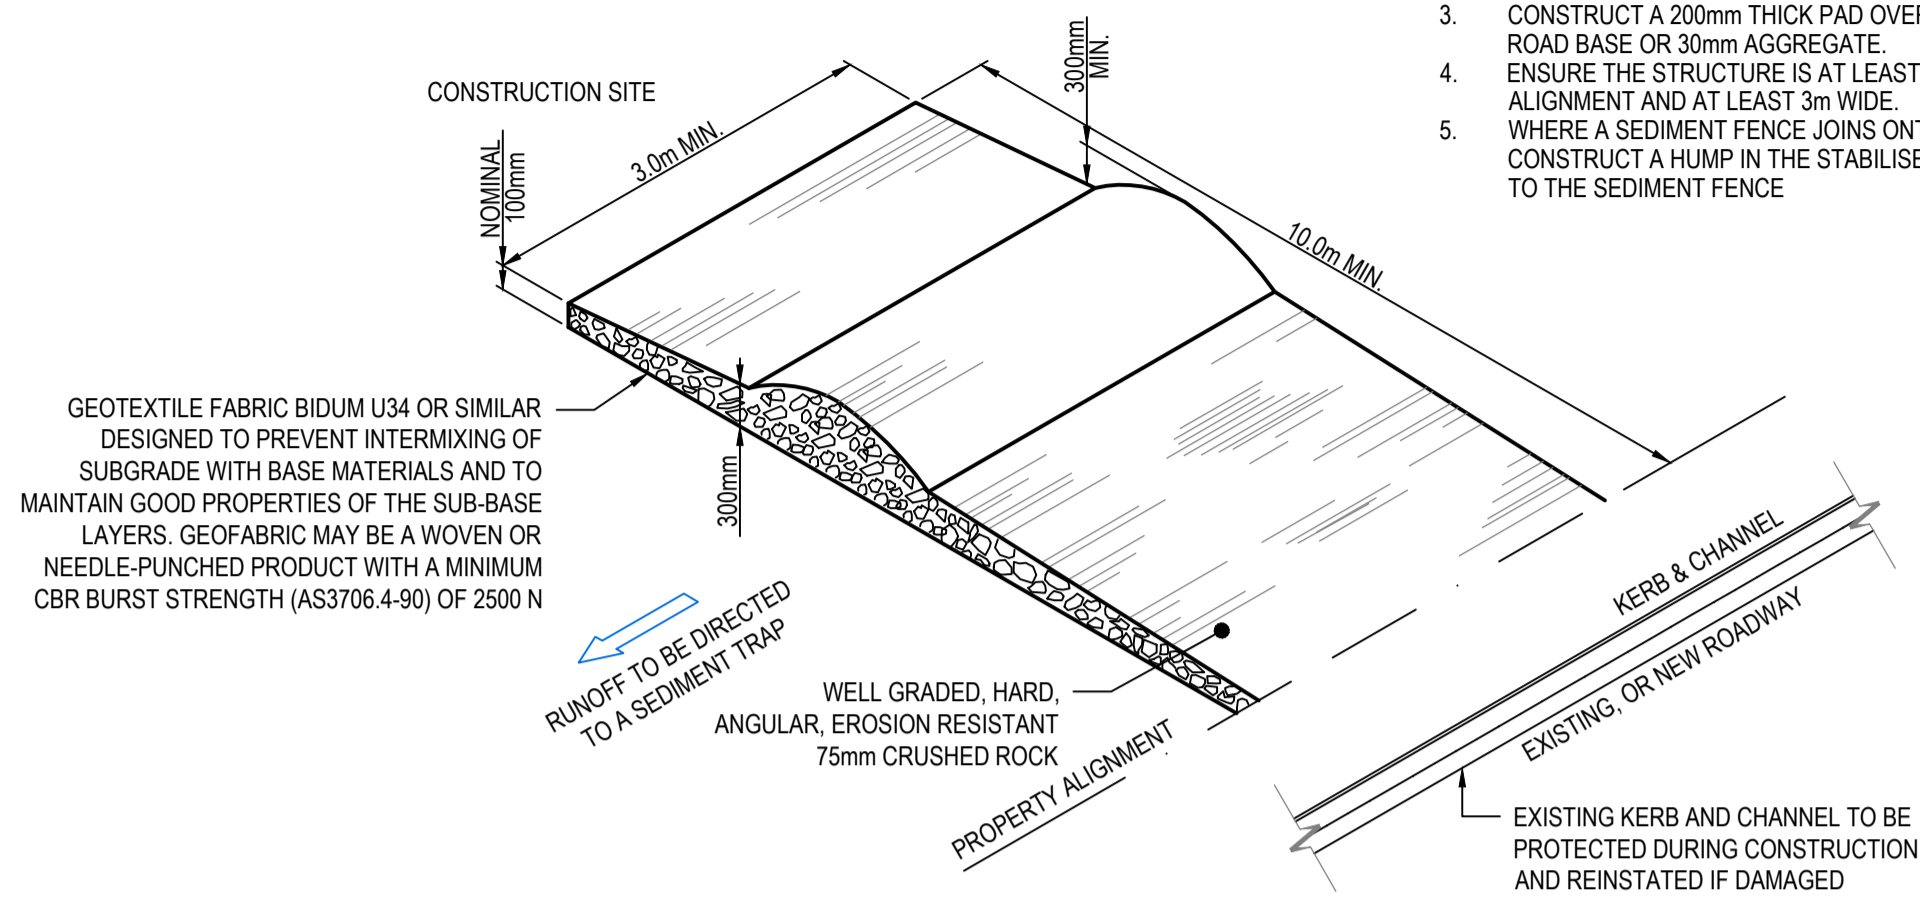 3. CONSTRUCT A 200mm THICK PAD OVER
ROAD BASE OR 30mm AGGREGATE.
4. ENSURE THE STRUCTURE IS AT LEAST
ALIGNMENT AND AT LEAST 3m WIDE.
5. WHERE A SEDIMENT FENCE JOINS
CONSTRUCT A HUMP IN THE
TO THE SEDIMENT FENCE
CONSTRUCTION SITE
300mm
MIN.
3.0m MIN.
NOMINAL
100mm
10.0m MIN.
GEOTEXTILE FABRIC BIDUM U34 OR SIMILAR
DESIGNED TO PREVENT INTERMIXING OF
SUBGRADE WITH BASE MATERIALS AND TO
MAINTAIN GOOD PROPERTIES OF THE SUB-BASE
LAYERS. GEOFABRIC MAY BE A WOVEN OR
NEEDLE-PUNCHED PRODUCT WITH A MINIMUM
CBR BURST STRENGTH (AS3706.4-90) OF 2500 N
300mm
RUNOFF TO BE DIRECTED
TO A SEDIMENT TRAP
WELL GRADED, HARD,
ANGULAR, EROSION RESISTANT
75mm CRUSHED ROCK
PROPERTY ALIGNMENT
KERB & CHANNEL
EXISTING, OR NEW ROADWAY
EXISTING KERB AND CHANNEL TO BE
PROTECTED DURING CONSTRUCTION
AND REINSTATED IF DAMAGED